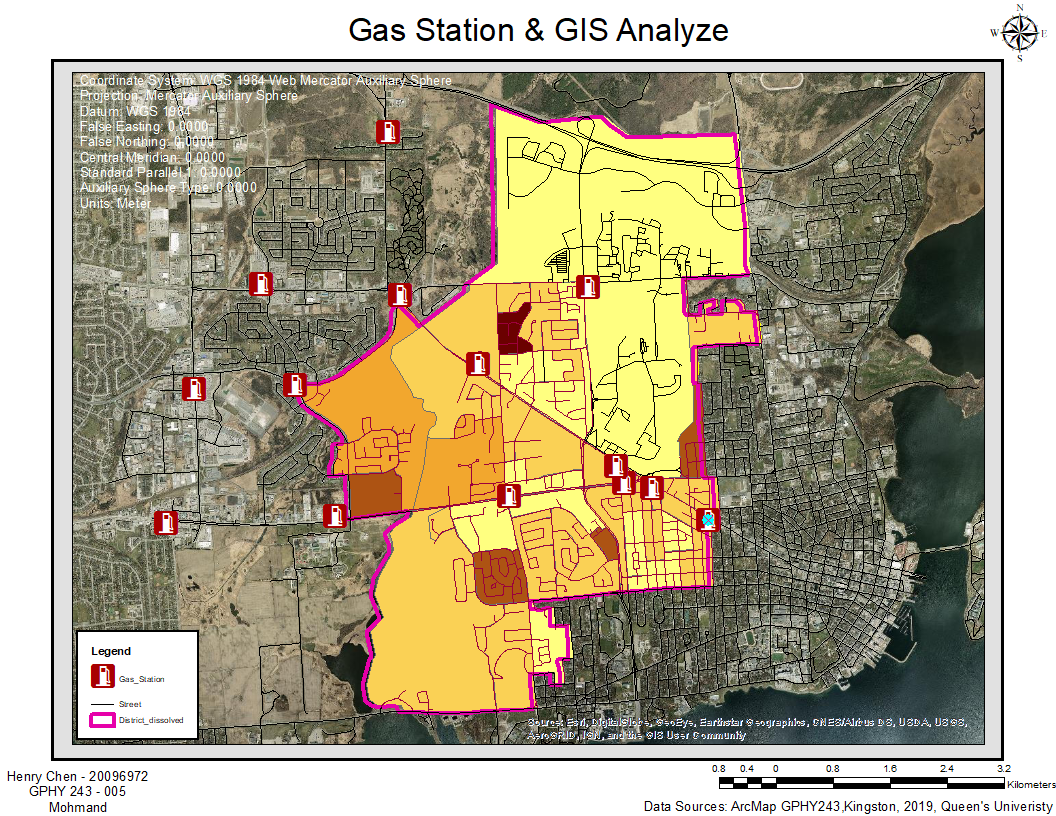 Gas Station & GIS Analyze
N
W E
S
Coordinate System: WGS 1984 Web Mercator Auxiliary Sphere
Projection: Mercator Auxiliary Sphere
Datum: WGS 1984
False Easting: 0.0000
False Northing: 0.0000
Central Meridian: 0.0000
Standard Parallel 1: 0.0000
Auxiliary Sphere Type: 0.0000
Units: Meter
Legend
Gas_Station
Street
District_dissolved
Source: Esri, DigitalGlobe, GeoEye, Earthstar Geographics, CNES/Airbus DS, USDA, USGS,
AeroGRID, IGN, and the GIS User Community
Henry Chen - 20096972
GPHY 243 - 005
Mohmand
0.8 0.4 0 0.8 1.6 2.4 3.2
Kilometers
Data Sources: ArcMap GPHY243,Kingston, 2019, Queen's Univeristy